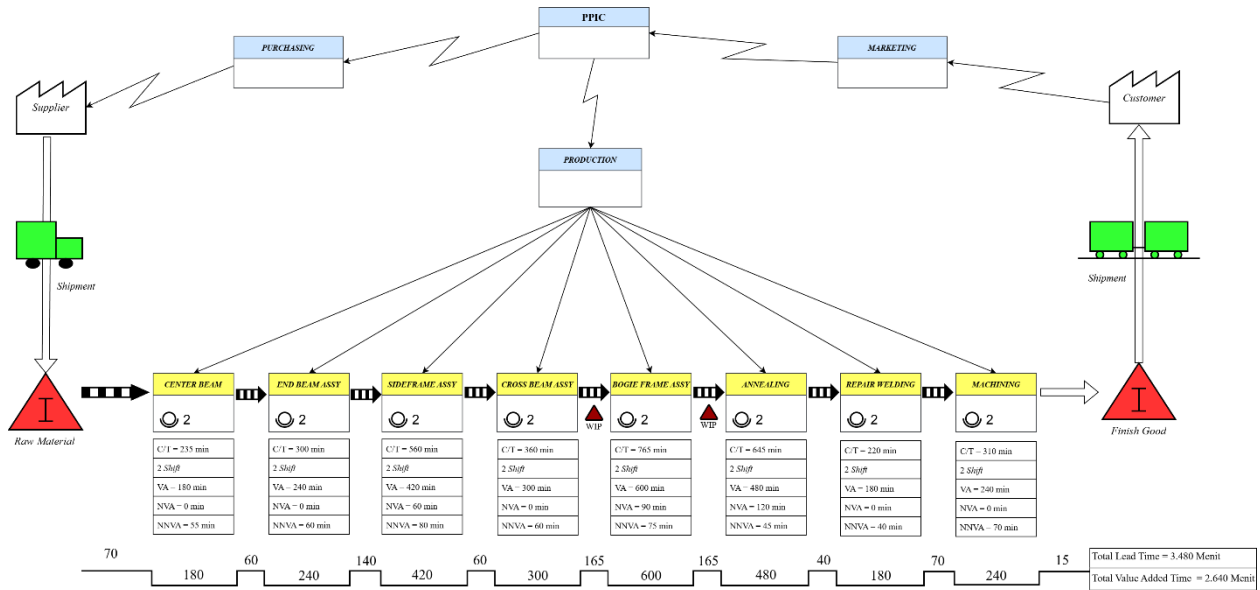 PPIC
PURCHASING
MARKETING
Supplier
Customer
PRODUCTION
Shipment
Shipment
CENTER BEAM
END BEAM ASSY
SIDEFRAME ASSY
CROSS BEAM ASSY
BOGIE FRAME ASSY
ANNEALING
REPAIR WELDING
MACHINING
I
I
2
2
2
2
2
2
2
2
WIP
WIP
Raw Material
Finish Good
C/T = 235 min
2 Shift
VA = 180 min
NVA = 0 min
NNVA = 55 min
C/T = 300 min
2 Shift
VA = 240 min
NVA = 0 min
NNVA = 60 min
C/T = 560 min
2 Shift
VA = 420 min
NVA = 60 min
NNVA = 80 min
C/T = 360 min
2 Shift
VA = 300 min
NVA = 0 min
NNVA = 60 min
C/T = 765 min
2 Shift
VA = 600 min
NVA = 90 min
NNVA = 75 min
C/T = 645 min
2 Shift
VA = 480 min
NVA = 120 min
NNVA = 45 min
C/T = 220 min
2 Shift
VA = 180 min
NVA = 0 min
NNVA = 40 min
C/T = 310 min
2 Shift
VA = 240 min
NVA = 0 min
NNVA = 70 min
70 60 140 60 165 165 40 70 15
180 240 420 300 600 480 180 240
Total Lead Time = 3.480 Menit
Total Value Added Time = 2.640 Menit